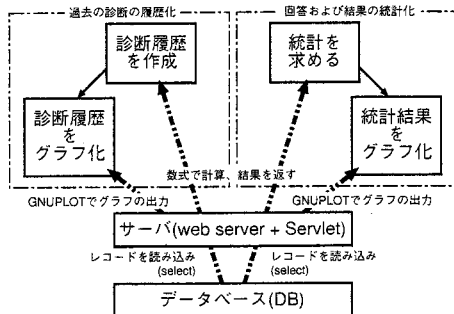 過去の診断の履歴化
回答および結果の統計化
診断履歴
を作成
統計を
求める
診断履歴
を
グラフ化
統計結果
を
グラフ化
数式で計算、結果を返す
GNUPLOTでグラフの出力
GNUPLOTでグラフの出力
サーバ(web server + Servlet)
レコードを読み込み
(select)
レコードを読み込み
(select)
データベース(DB)